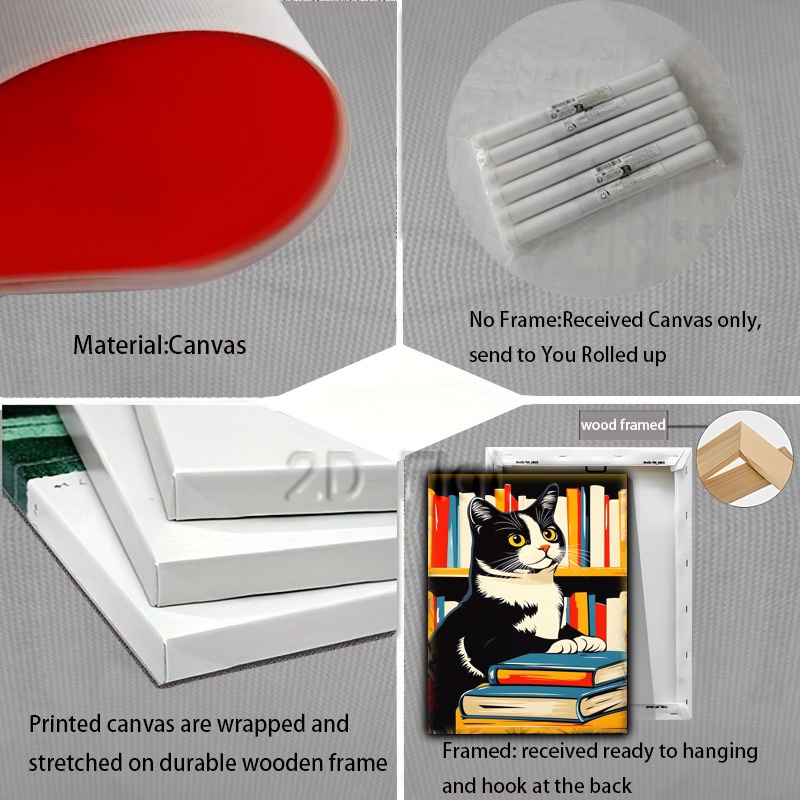 Material:Canvas
No Frame:Received Canvas only,
send to You Rolled up
wood framed
Printed canvas are wrapped and
stretched on durable wooden frame
Framed: received ready to hanging
and hook at the back
2D